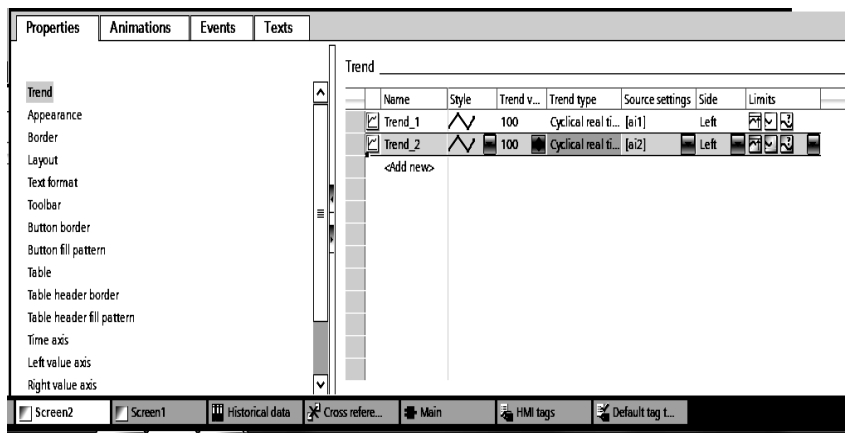 Properties Animations Events Texts
Trend
Trend
Appearance
Border
Layout
Text format
Toolbar
Button border
Button fill pattern
Table
Table header border
Table header fill pattern
Time axis
Left value axis
Right value axis
Name Style Trend v... Trend type Source settings Side Limits
Trend_1 100 Cyclical real ti... [ai1] Left
Trend_2 100 Cyclical real ti... [ai2] Left
<Add new>
Screen2 Screen1 Historical data Cross refere... Main HMI tags Default tag t...